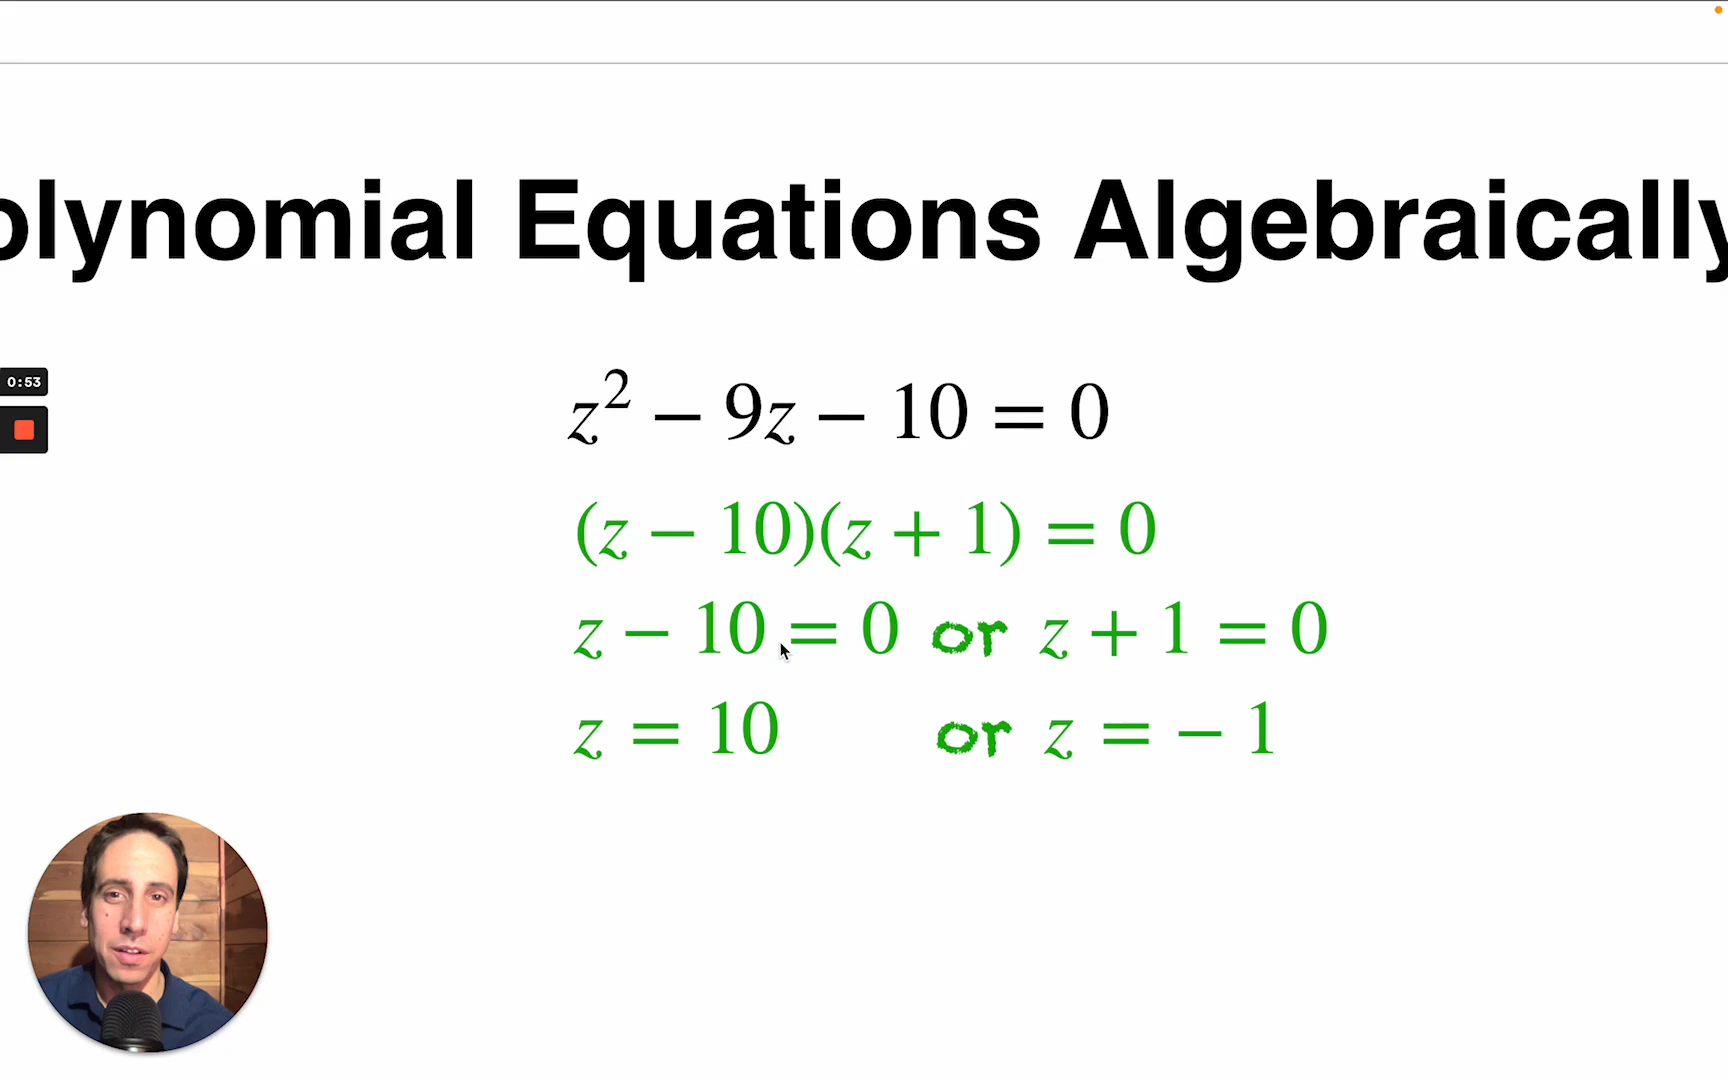 olynomial Equations Algebraically
0:53
z² − 9z − 10 = 0
(z − 10)(z + 1) = 0
z − 10 = 0 or z + 1 = 0
z = 10 or z = − 1